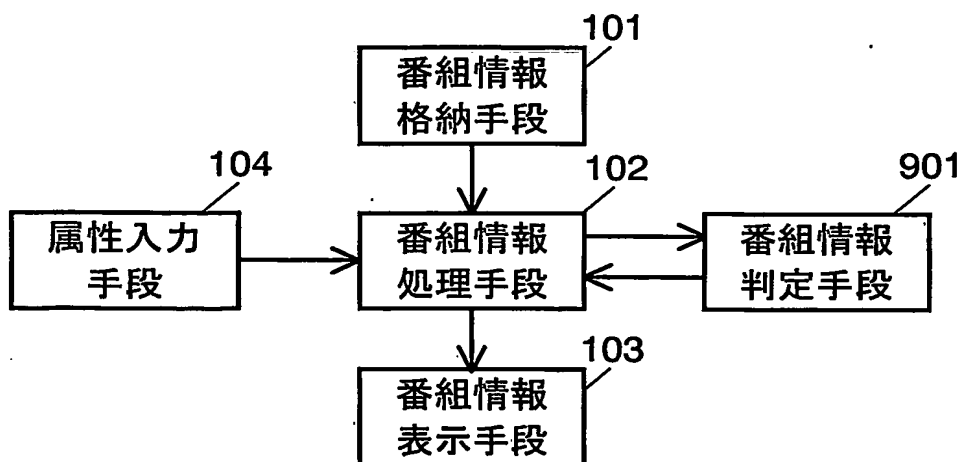 101
番組情報
格納手段
104
属性入力
手段
102
番組情報
処理手段
901
番組情報
判定手段
103
番組情報
表示手段